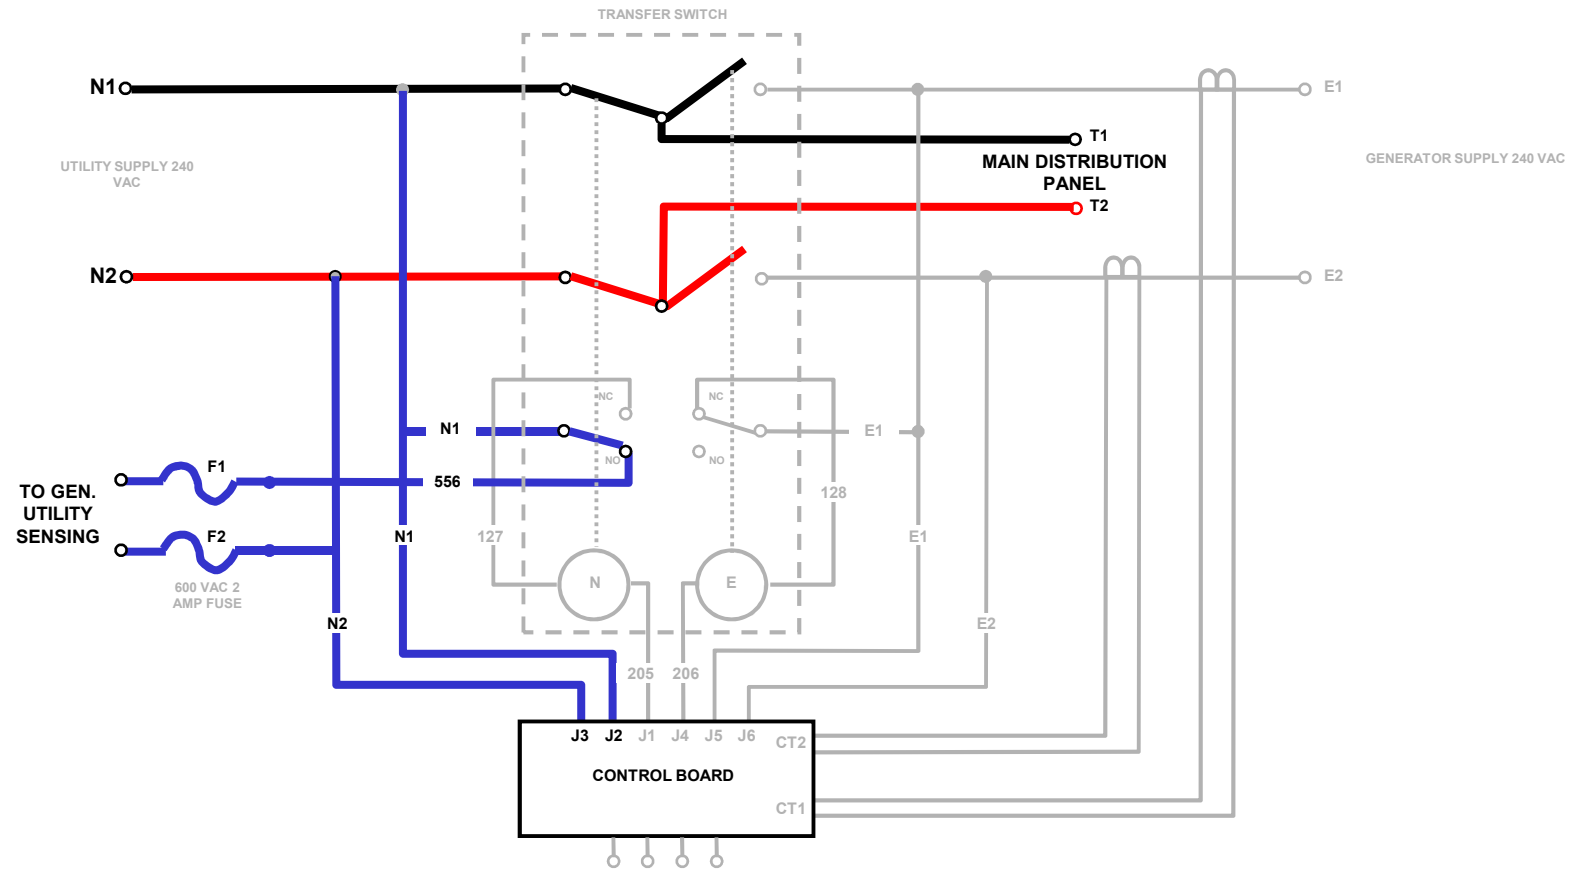 TRANSFER SWITCH
N1
E1
T1
MAIN DISTRIBUTION
PANEL
UTILITY SUPPLY 240
VAC
GENERATOR SUPPLY 240 VAC
T2
N2
E2
NC
NC
N1
E1
NO
NO
F1
556
128
TO GEN.
UTILITY
SENSING
F2
N1
127
E1
600 VAC 2
AMP FUSE
N
E
N2
E2
205
206
J3
J2
J1
J4
J5
J6
CT2
CONTROL BOARD
CT1